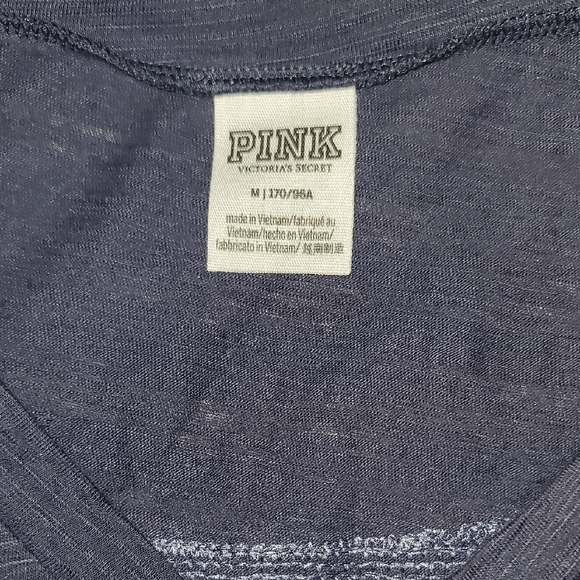 PINK
VICTORIA'S SECRET
M | 170/96A
made in Vietnam/fabriqué au
Vietnam/hecho en Vietnam/
fabbricato in Vietnam/ 越南制造